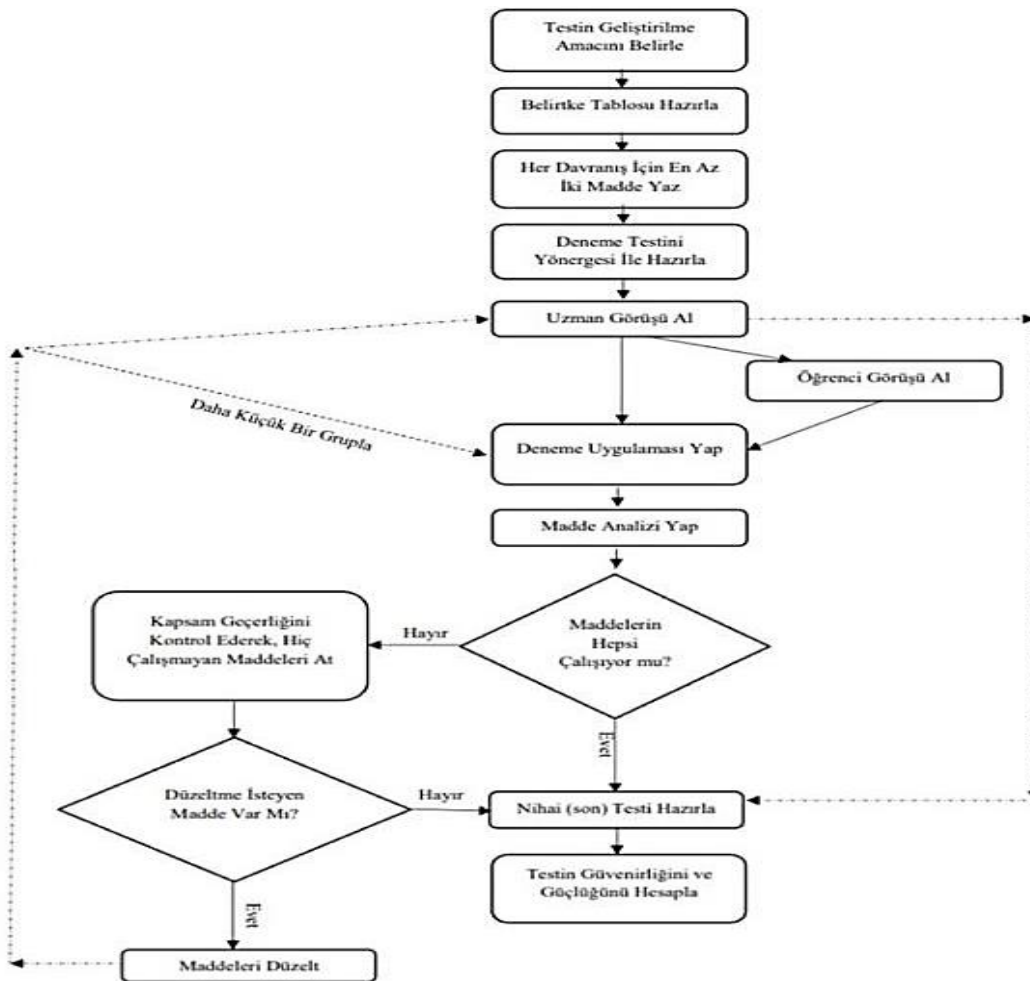 Testin Geliştirilme
Amacını Belirle
Belirtke Tablosu Hazırla
Her Davranış İçin En Az
İki Madde Yaz
Deneme Testini
Yönergesi İle Hazırla
Uzman Görüşü Al
Öğrenci Görüşü Al
Daha Küçük Bir Grupla
Deneme Uygulaması Yap
Madde Analizi Yap
Maddelerin
Hepsi
Çalışıyor mu?
Hayır
Kapsam Geçerliğini
Kontrol Ederek, Hiç
Çalışmayan Maddeleri At
Evet
Düzeltme İsteyen
Madde Var Mı?
Hayır
Nihai (son) Testi Hazırla
Testin Güvenirliğini ve
Güçlüğünü Hesapla
Evet
Maddeleri Düzelt